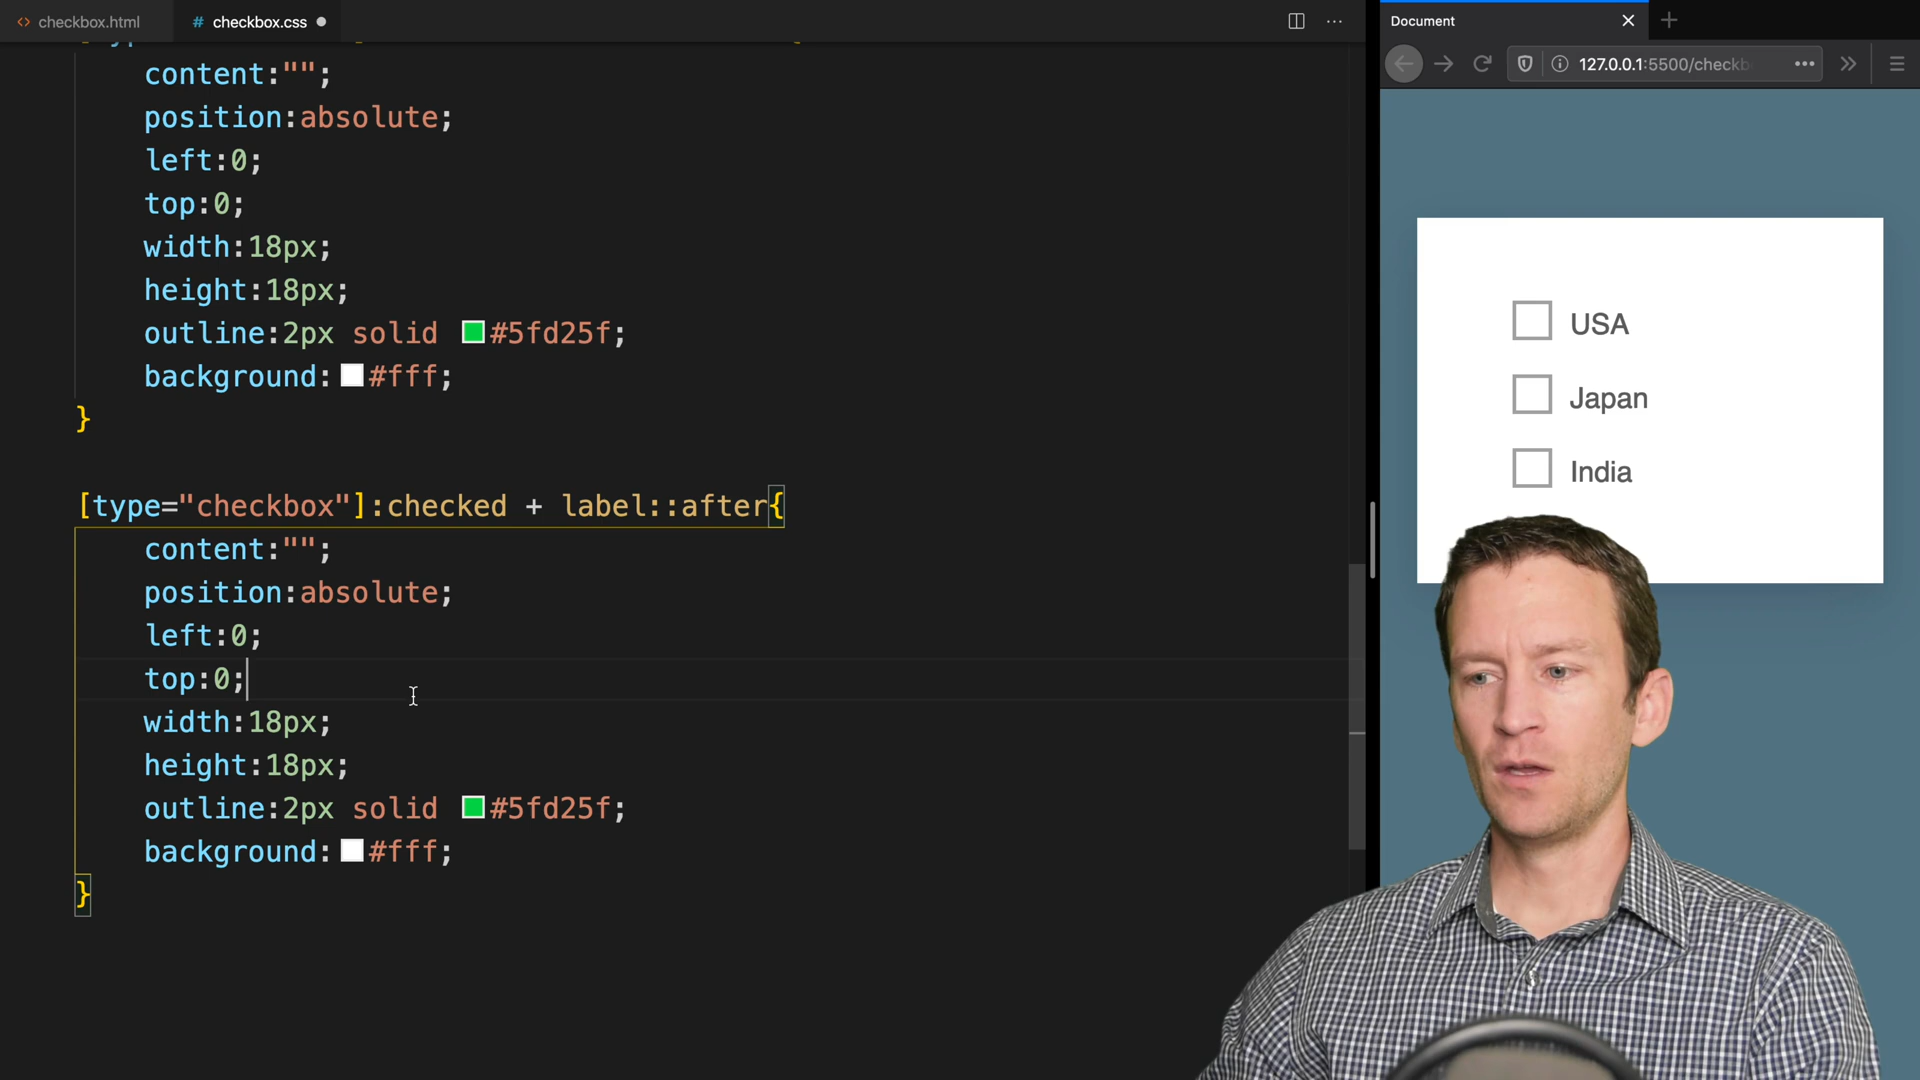 checkbox.html
# checkbox.css
content:"";
position:absolute;
left:0;
top:0;
width:18px;
height:18px;
outline:2px solid #5fd25f;
background: #fff;
}
[type="checkbox"]:checked + label::after{
content:"";
position:absolute;
left:0;
top:0;
width:18px;
height:18px;
outline:2px solid #5fd25f;
background: #fff;
}
Document
127.0.0.1:5500/checkb
USA
Japan
India